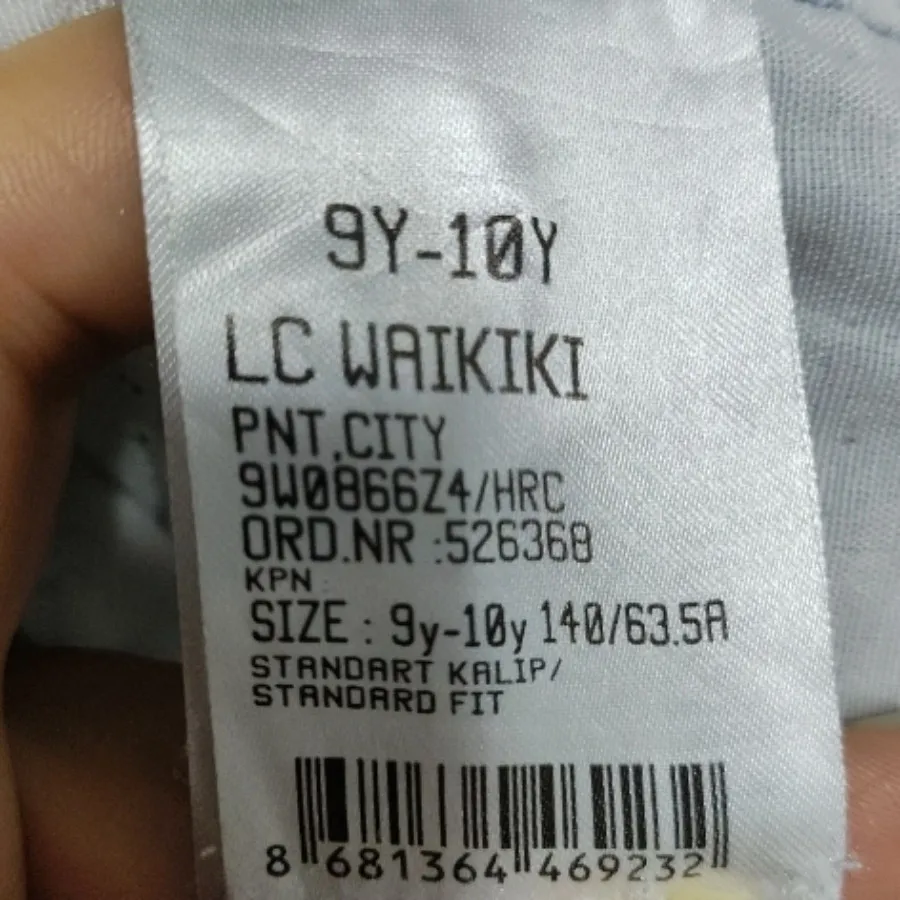 9Y-10Y
LC WAIKIKI
PNT.CITY
9W0866Z4/HRC
ORD.NR :526368
KPN :
SIZE : 9y-10y 140/63.5A
STANDART KALIP/
STANDARD FIT
8 681364 469232